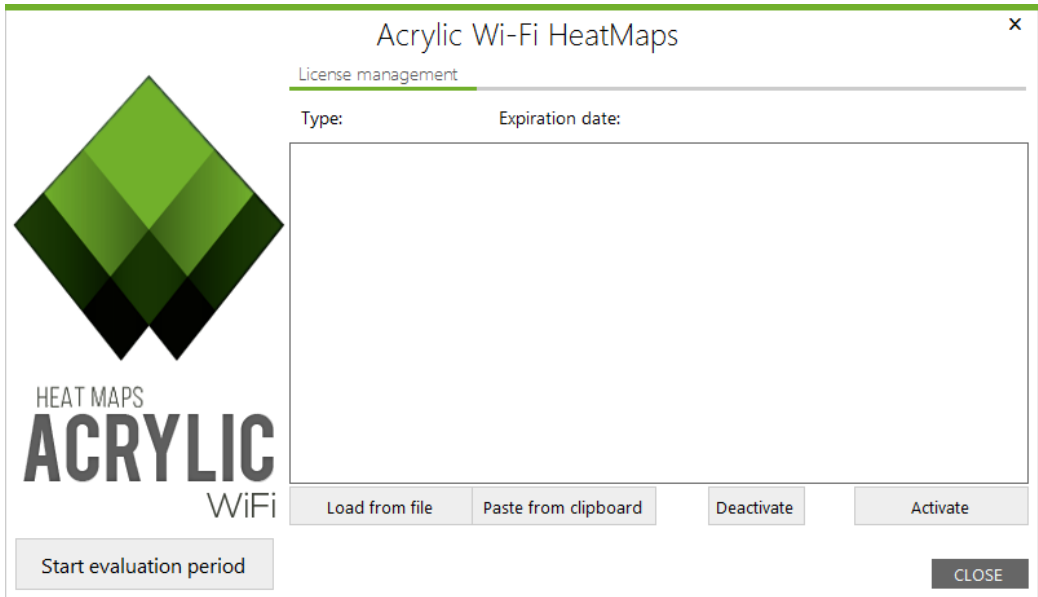 Acrylic Wi-Fi HeatMaps
x
License management
Type: Expiration date:
HEAT MAPS
ACRYLIC
WiFi
Load from file Paste from clipboard Deactivate Activate
Start evaluation period
CLOSE